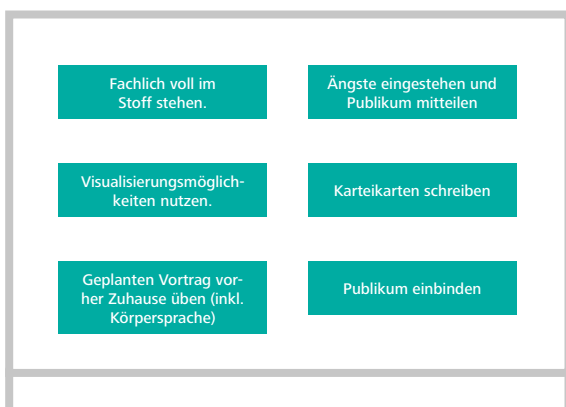 Fachlich voll im
Stoff stehen.
Ängste eingestehen und
Publikum mitteilen
Visualisierungsmöglich-
keiten nutzen.
Karteikarten schreiben
Geplanten Vortrag vor-
her Zuhause üben (inkl.
Körpersprache)
Publikum einbinden